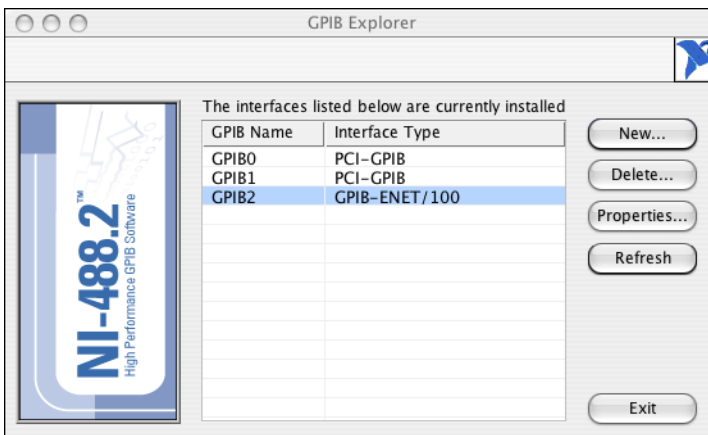 GPIB Explorer
NI-488.2™
High Performance GPIB Software
The interfaces listed below are currently installed
GPIB Name Interface Type
GPIB0 PCI-GPIB
GPIB1 PCI-GPIB
GPIB2 GPIB-ENET/100
New...
Delete...
Properties...
Refresh
Exit